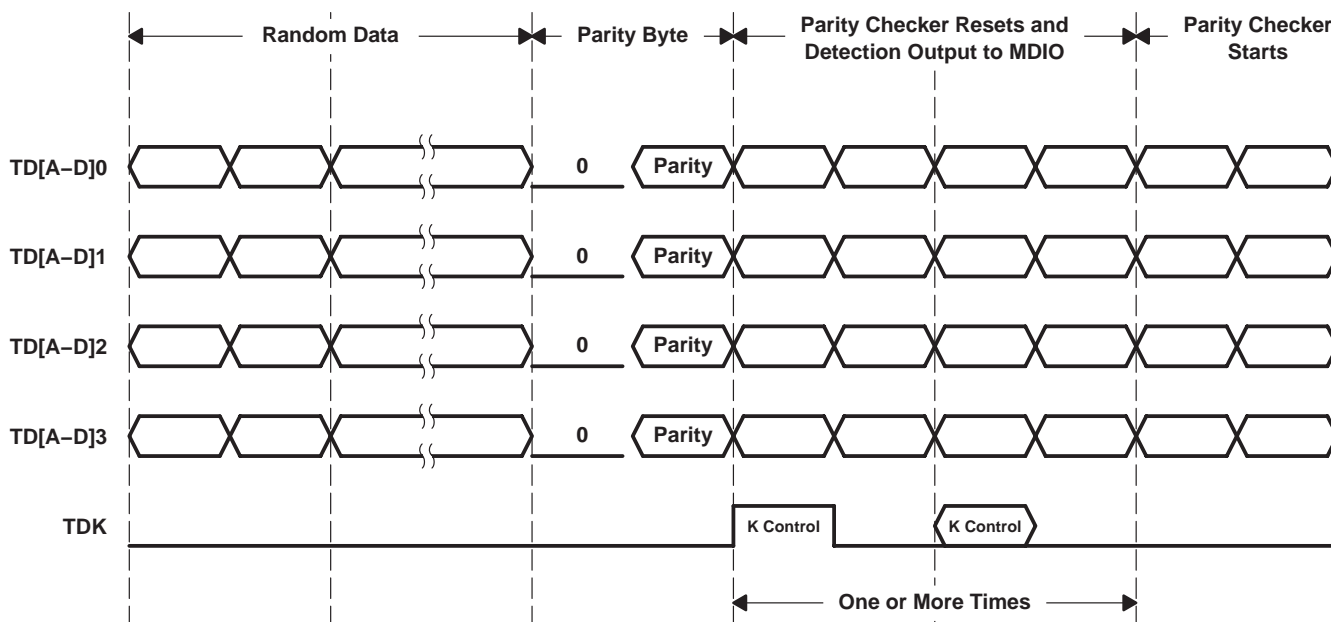 Random Data
Parity Byte
Parity Checker Resets and
Detection Output to MDIO
Parity Checker
Starts
TD[A–D]0
0
Parity
TD[A–D]1
0
Parity
TD[A–D]2
0
Parity
TD[A–D]3
0
Parity
TDK
K Control
K Control
One or More Times